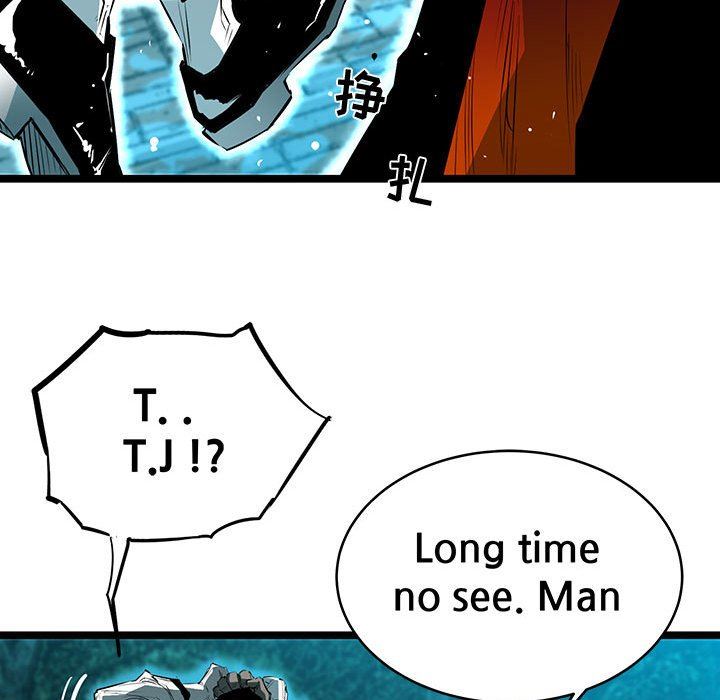 挣
扎
T. .
T.J !?
Long time
no see. Man